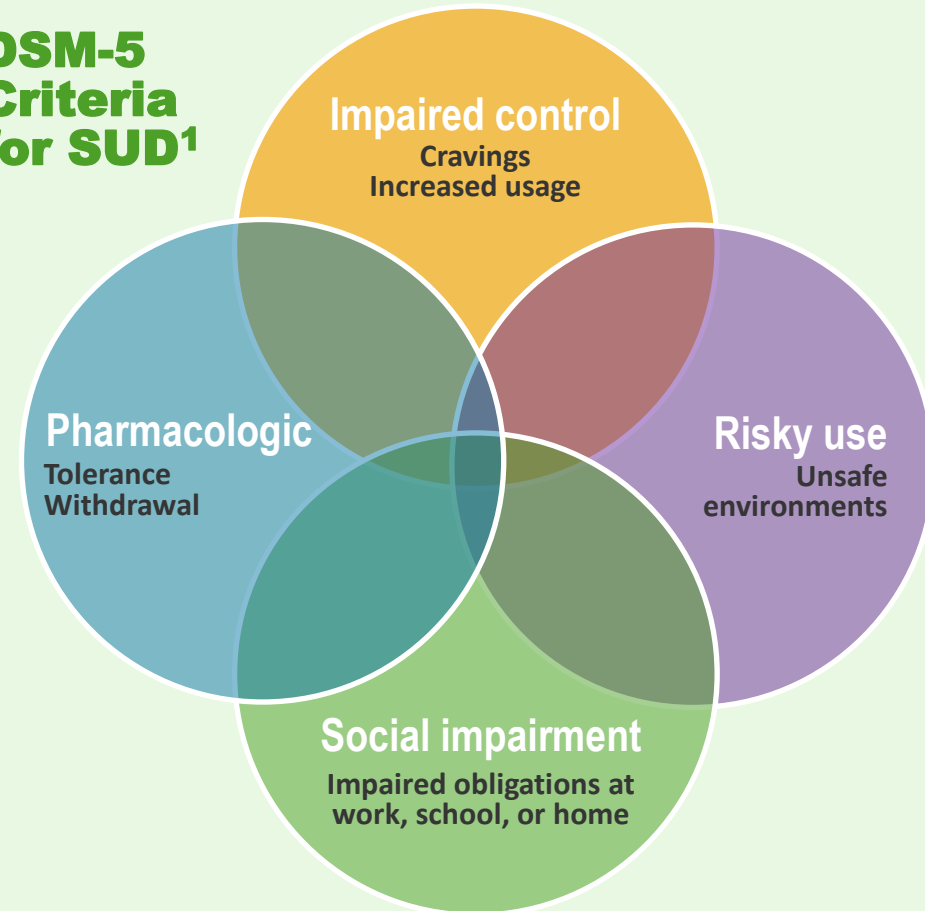 DSM-5
Criteria
for SUD¹
Impaired control
Cravings
Increased usage
Pharmacologic
Tolerance
Withdrawal
Risky use
Unsafe
environments
Social impairment
Impaired obligations at
work, school, or home